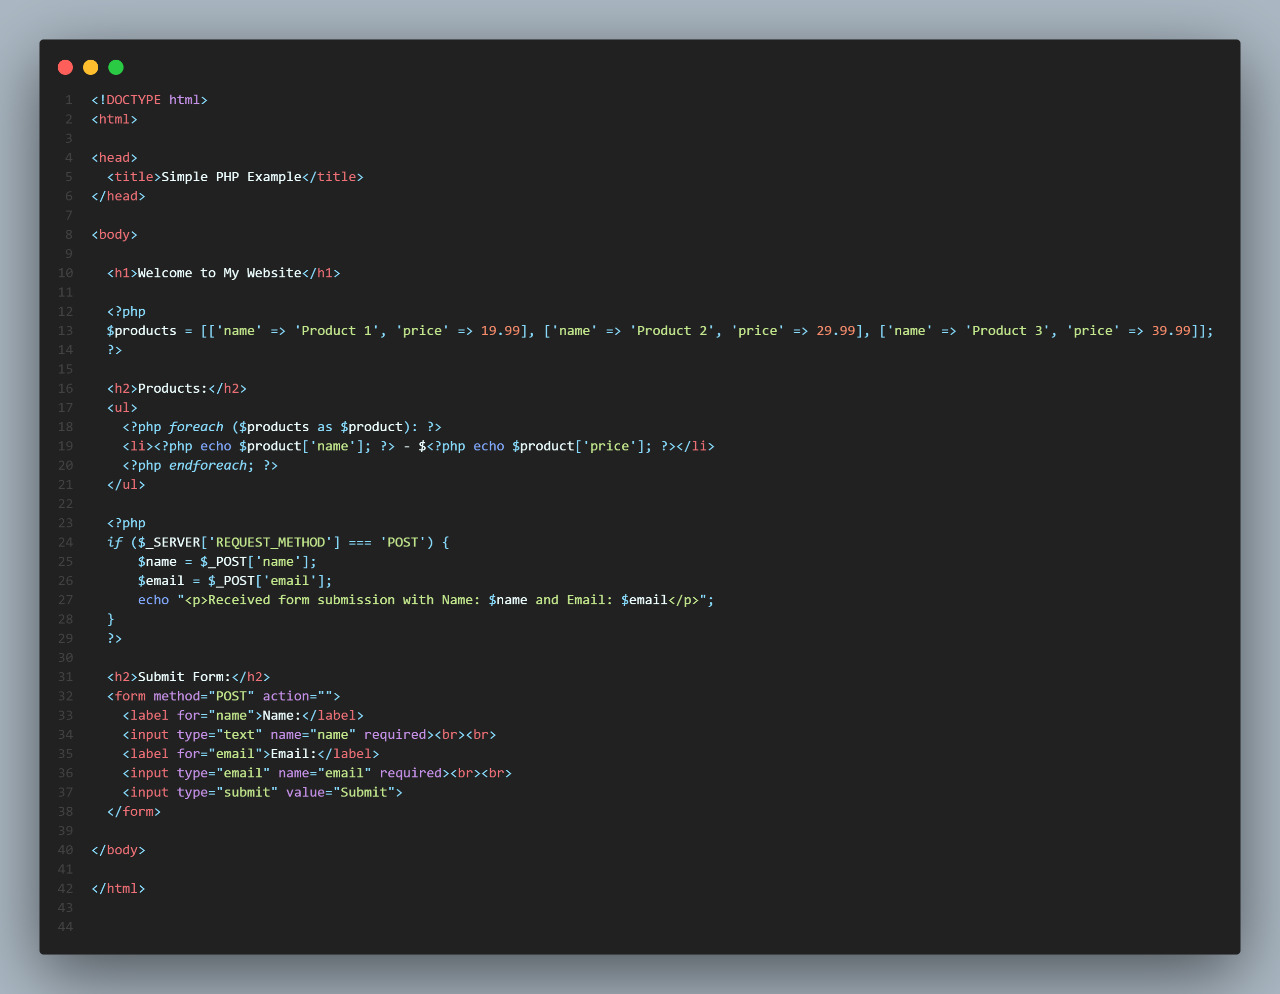 1 <!DOCTYPE html>
2 <html>
3
4 <head>
5   <title>Simple PHP Example</title>
6 </head>
7
8 <body>
9
10   <h1>Welcome to My Website</h1>
11
12   <?php
13   $products = [['name' => 'Product 1', 'price' => 19.99], ['name' => 'Product 2', 'price' => 29.99], ['name' => 'Product 3', 'price' => 39.99]];
14   ?>
15
16   <h2>Products:</h2>
17   <ul>
18     <?php foreach ($products as $product): ?>
19     <li><?php echo $product['name']; ?> - $<?php echo $product['price']; ?></li>
20     <?php endforeach; ?>
21   </ul>
22
23   <?php
24   if ($_SERVER['REQUEST_METHOD'] === 'POST') {
25       $name = $_POST['name'];
26       $email = $_POST['email'];
27       echo "<p>Received form submission with Name: $name and Email: $email</p>";
28   }
29   ?>
30
31   <h2>Submit Form:</h2>
32   <form method="POST" action="">
33     <label for="name">Name:</label>
34     <input type="text" name="name" required><br><br>
35     <label for="email">Email:</label>
36     <input type="email" name="email" required><br><br>
37     <input type="submit" value="Submit">
38   </form>
39
40 </body>
41
42 </html>
43
44